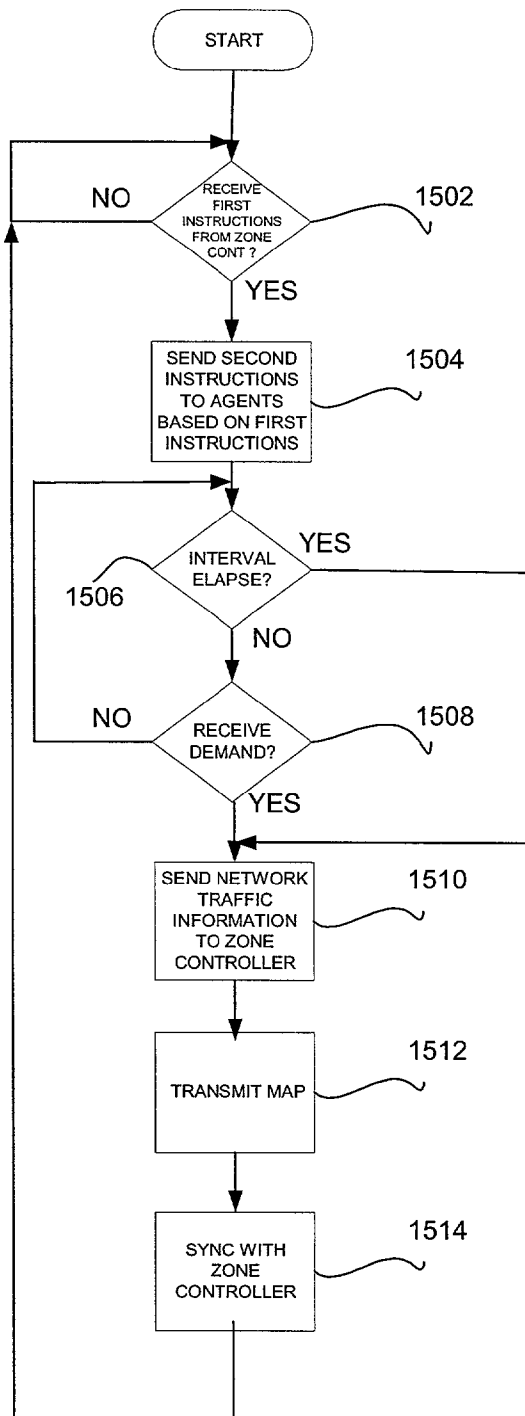 START
NO
RECEIVE
FIRST
INSTRUCTIONS
FROM ZONE
CONT ?
1502
YES
SEND SECOND
INSTRUCTIONS
TO AGENTS
BASED ON FIRST
INSTRUCTIONS
1504
INTERVAL
ELAPSE?
YES
1506
NO
NO
RECEIVE
DEMAND?
1508
YES
SEND NETWORK
TRAFFIC
INFORMATION
TO ZONE
CONTROLLER
1510
TRANSMIT MAP
1512
SYNC WITH
ZONE
CONTROLLER
1514